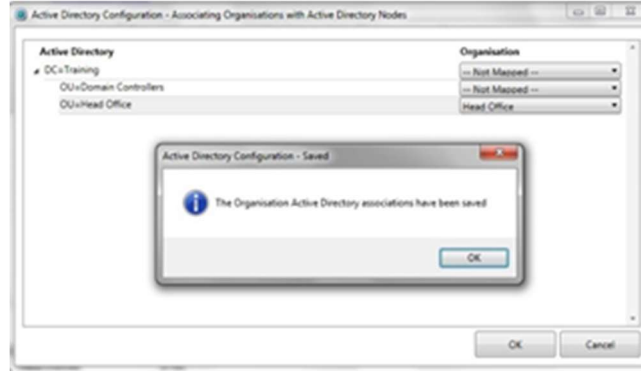 Active Directory Configuration - Associating Organisations with Active Directory Nodes
Active Directory Organisation
DC=Training -- Not Mapped --
OU=Domain Controllers -- Not Mapped --
OU=Head Office Head Office
Active Directory Configuration - Saved
The Organisation Active Directory associations have been saved
OK
OK Cancel